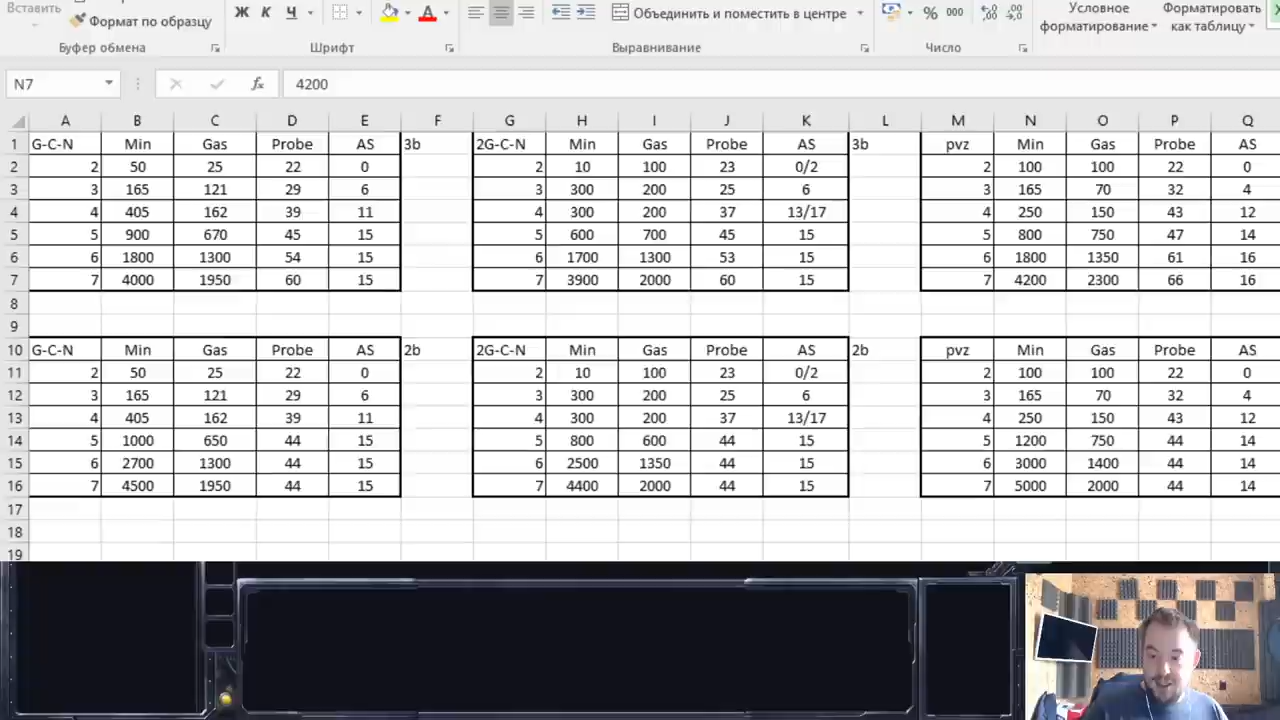 Вставить
Формат по образцу
Ж К Ч
Объединить и поместить в центре
% 000
Условное
форматирование
Форматировать
как таблицу
Буфер обмена
Шрифт
Выравнивание
Число
N7
fx
4200
A B C D E F G H I J K L M N O P Q
1 G-C-N Min Gas Probe AS 3b 2G-C-N Min Gas Probe AS 3b pvz Min Gas Probe AS
2 2 50 25 22 0 2 10 100 23 0/2 2 100 100 22 0
3 3 165 121 29 6 3 300 200 25 6 3 165 70 32 4
4 4 405 162 39 11 4 300 200 37 13/17 4 250 150 43 12
5 5 900 670 45 15 5 600 700 45 15 5 800 750 47 14
6 6 1800 1300 54 15 6 1700 1300 53 15 6 1800 1350 61 16
7 7 4000 1950 60 15 7 3900 2000 60 15 7 4200 2300 66 16
8
9
10 G-C-N Min Gas Probe AS 2b 2G-C-N Min Gas Probe AS 2b pvz Min Gas Probe AS
11 2 50 25 22 0 2 10 100 23 0/2 2 100 100 22 0
12 3 165 121 29 6 3 300 200 25 6 3 165 70 32 4
13 4 405 162 39 11 4 300 200 37 13/17 4 250 150 43 12
14 5 1000 650 44 15 5 800 600 44 15 5 1200 750 44 14
15 6 2700 1300 44 15 6 2500 1350 44 15 6 3000 1400 44 14
16 7 4500 1950 44 15 7 4400 2000 44 15 7 5000 2000 44 14
17
18
19